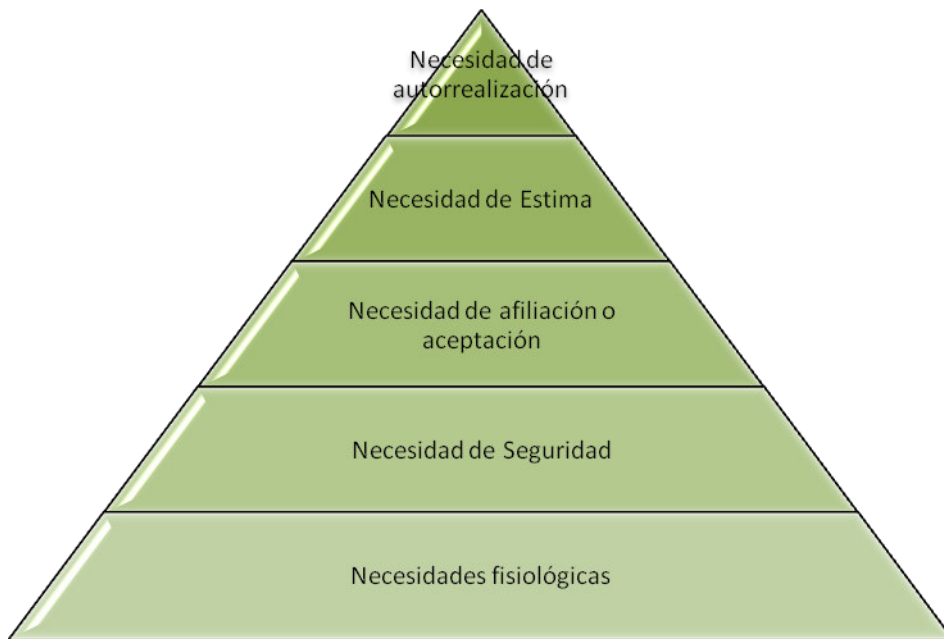 Necesidad de
autorrealización
Necesidad de Estima
Necesidad de afiliación o
aceptación
Necesidad de Seguridad
Necesidades fisiológicas